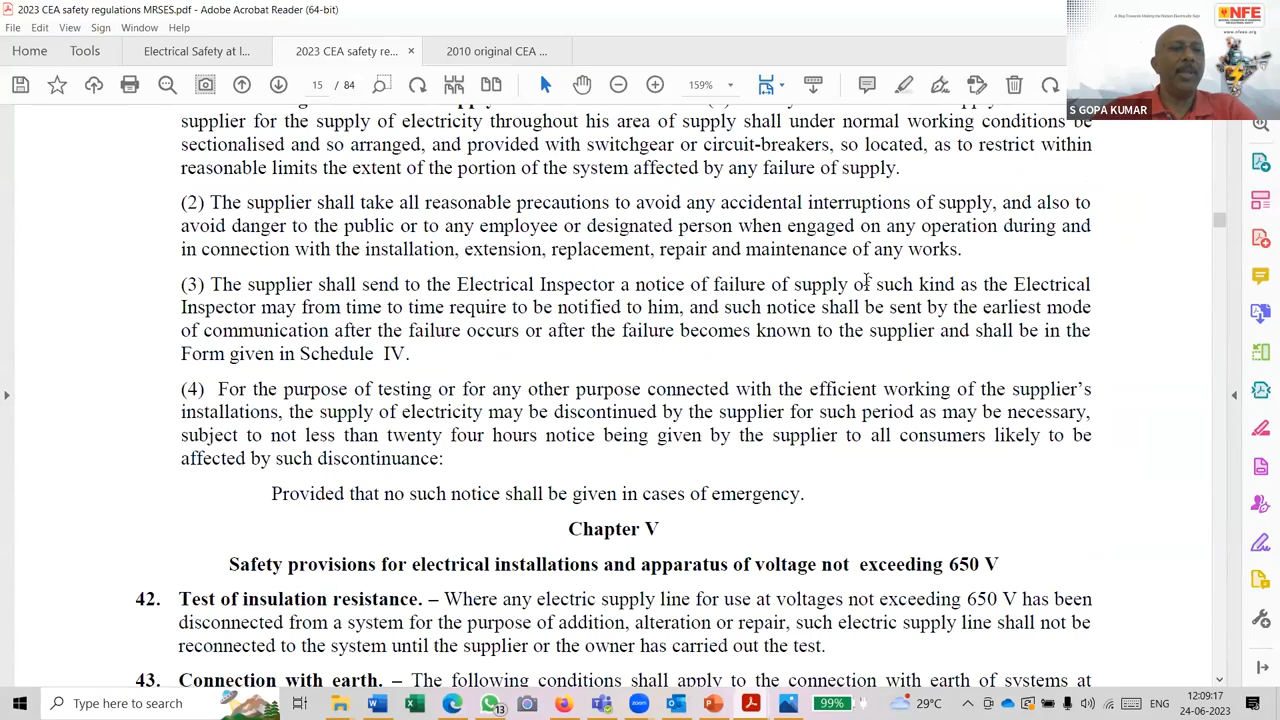 2023 CEA safety regulations MRSES.pdf - Adobe Acrobat Reader (64-bit)
File Edit View Sign Window Help
Home Tools Electrical Safety at I... 2023 CEA safety re... × 2010 original
15 / 84 159%
A Step Towards Making the Nation Electrically Safe
NFE
www.nfees.org
S GOPA KUMAR
supplier for the supply of electricity at his area of supply shall under normal working conditions be
sectionalised and so arranged, and provided with switchgear or circuit-breakers, so located, as to restrict within
reasonable limits the extent of the portion of the system affected by any failure of supply.
(2) The supplier shall take all reasonable precautions to avoid any accidental interruptions of supply, and also to
avoid danger to the public or to any employee or designated person when engaged on any operation during and
in connection with the installation, extension, replacement, repair and maintenance of any works.
(3) The supplier shall send to the Electrical Inspector a notice of failure of supply of such kind as the Electrical
Inspector may from time to time require to be notified to him, and such notice shall be sent by the earliest mode
of communication after the failure occurs or after the failure becomes known to the supplier and shall be in the
Form given in Schedule IV.
(4) For the purpose of testing or for any other purpose connected with the efficient working of the supplier's
installations, the supply of electricity may be discontinued by the supplier for such period as may be necessary,
subject to not less than twenty four hours notice being given by the supplier to all consumers likely to be
affected by such discontinuance:
Provided that no such notice shall be given in cases of emergency.
Chapter V
Safety provisions for electrical installations and apparatus of voltage not exceeding 650 V
42. Test of insulation resistance. – Where any electric supply line for use at voltages not exceeding 650 V has been
disconnected from a system for the purpose of addition, alteration or repair, such electric supply line shall not be
reconnected to the system until the supplier or the owner has carried out the test.
43. Connection with earth. – The following conditions shall apply to the connection with earth of systems at
Type here to search 99% 29°C ENG 12:09:17
24-06-2023